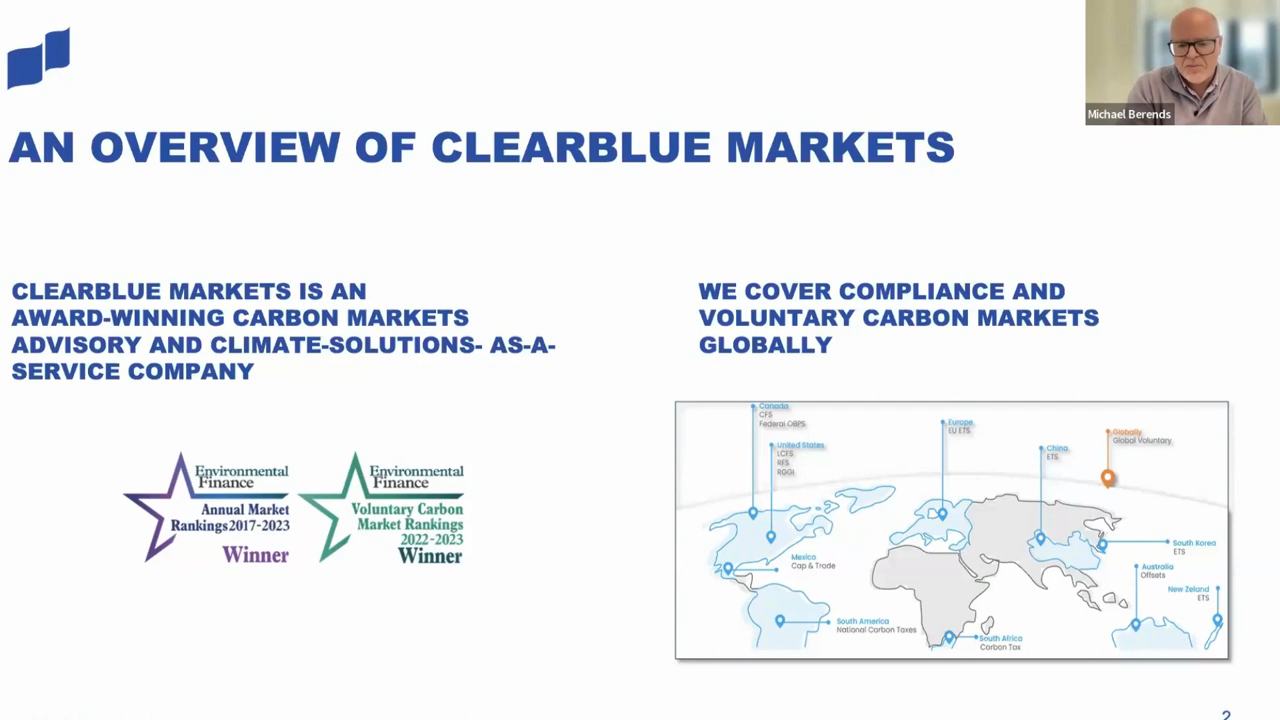 Michael Berends
AN OVERVIEW OF CLEARBLUE MARKETS
CLEARBLUE MARKETS IS AN
AWARD-WINNING CARBON MARKETS
ADVISORY AND CLIMATE-SOLUTIONS- AS-A-
SERVICE COMPANY
Environmental
Finance
Annual Market
Rankings 2017-2023
Winner
Environmental
Finance
Voluntary Carbon
Market Rankings
2022-2023
Winner
WE COVER COMPLIANCE AND
VOLUNTARY CARBON MARKETS
GLOBALLY
Canada
CFS
Federal OBPS
United States
LCFS
RFS
RGGI
Europe
EU ETS
China
ETS
Globally
Global Voluntary
Mexico
Cap & Trade
South Korea
ETS
Australia
Offsets
New Zeland
ETS
South America
National Carbon Taxes
South Africa
Carbon Tax
2